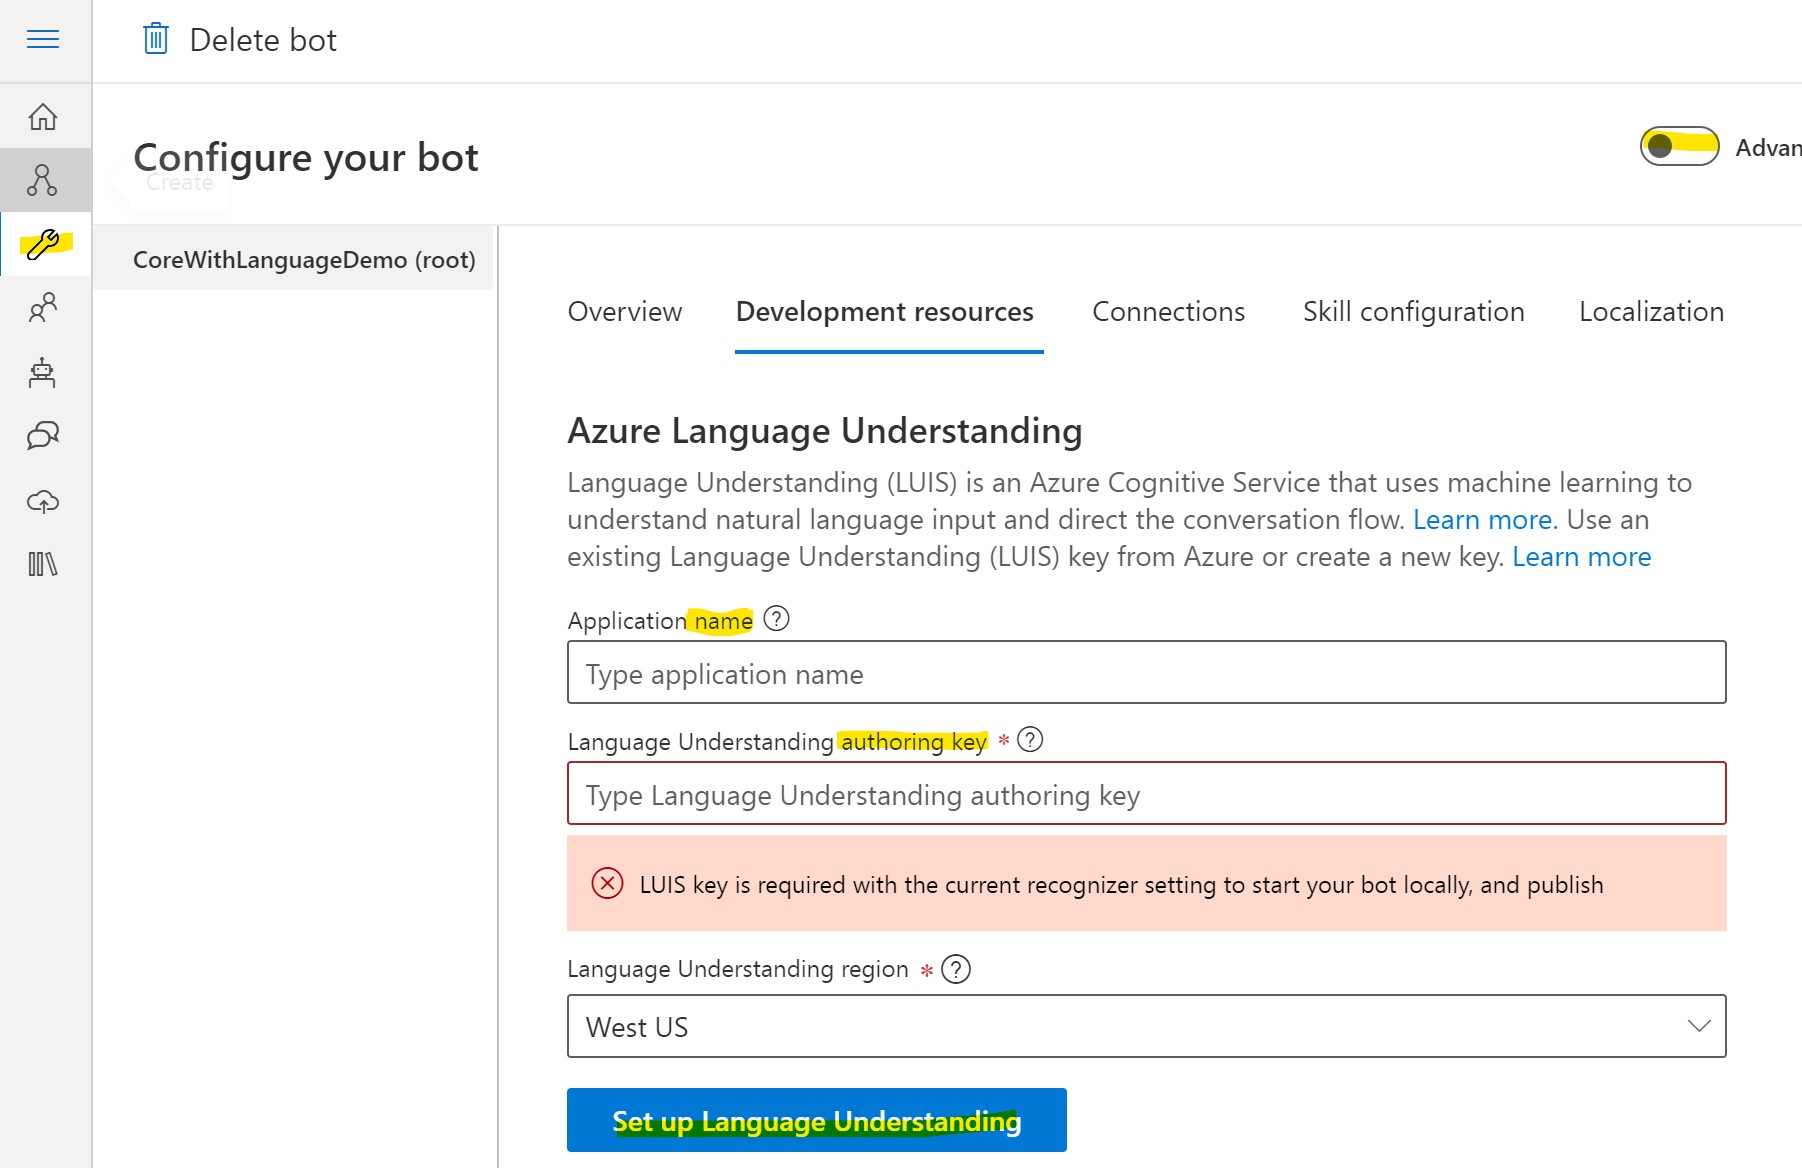 Delete bot
Configure your bot
Create
Advan
CoreWithLanguageDemo (root)
Overview
Development resources
Connections
Skill configuration
Localization
Azure Language Understanding
Language Understanding (LUIS) is an Azure Cognitive Service that uses machine learning to
understand natural language input and direct the conversation flow. Learn more. Use an
existing Language Understanding (LUIS) key from Azure or create a new key. Learn more
Application name ?
Type application name
Language Understanding authoring key * ?
Type Language Understanding authoring key
LUIS key is required with the current recognizer setting to start your bot locally, and publish
Language Understanding region * ?
West US
Set up Language Understanding